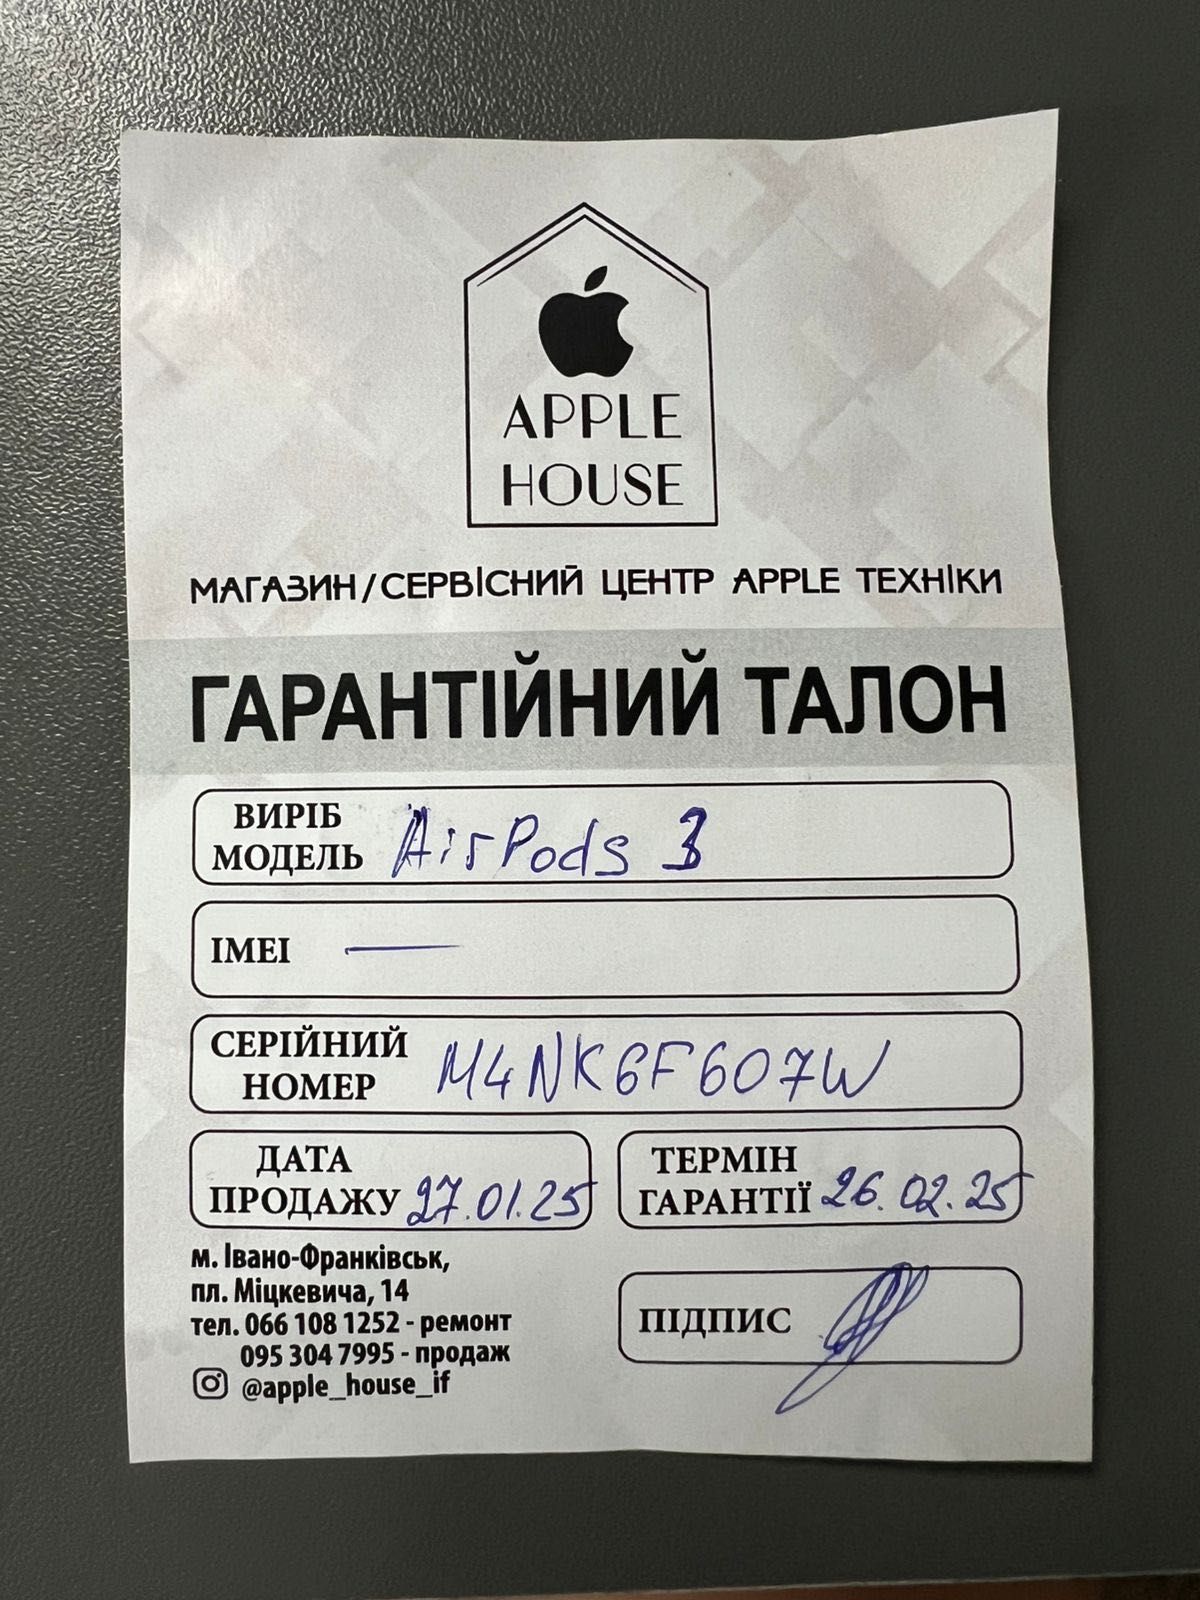 APPLE
HOUSE
МАГАЗИН/СЕРВІСНИЙ ЦЕНТР APPLE ТЕХНІКИ
ГАРАНТІЙНИЙ ТАЛОН
ВИРІБ
МОДЕЛЬ AirPods 3
ІМЕІ —
СЕРІЙНИЙ
НОМЕР M4NK6F607W
ДАТА
ПРОДАЖУ 27.01.25
ТЕРМІН
ГАРАНТІЇ 26.02.25
м. Івано-Франківськ,
пл. Міцкевича, 14
тел. 066 108 1252 - ремонт
095 304 7995 - продаж
@apple_house_if
ПІДПИС